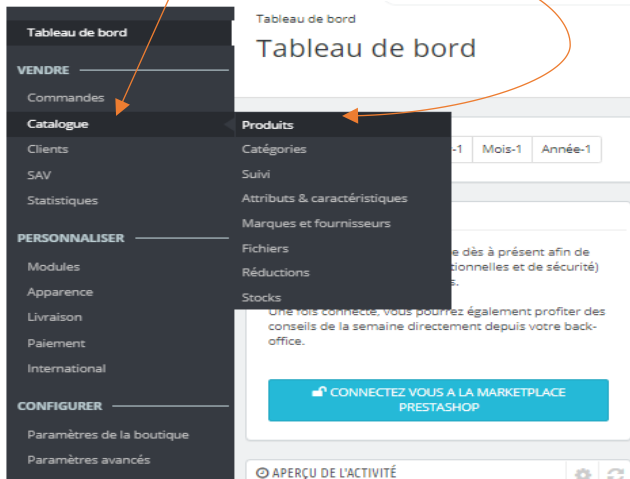 Tableau de bord
VENDRE
Commandes
Catalogue
Clients
SAV
Statistiques
PERSONNALISER
Modules
Apparence
Livraison
Paiement
International
CONFIGURER
Paramètres de la boutique
Paramètres avancés
Produits
Catégories
Suivi
Attributs & caractéristiques
Marques et fournisseurs
Fichiers
Réductions
Stocks
Tableau de bord
Tableau de bord
-1 Mois-1 Année-1
e dès à présent afin de
tionnelles et de sécurité)
s.
Une fois connecté, vous pourrez également profiter des
conseils de la semaine directement depuis votre back-
office.
CONNECTEZ VOUS A LA MARKETPLACE
PRESTASHOP
APERÇU DE L'ACTIVITÉ